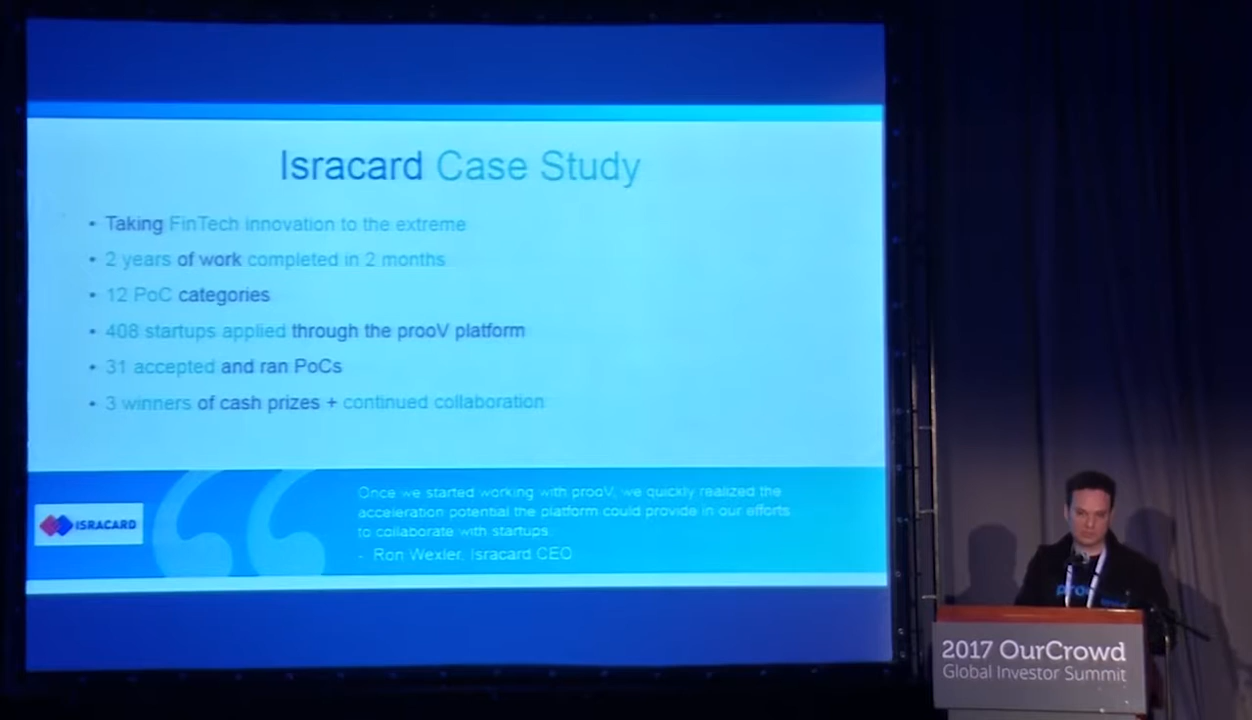 Isracard Case Study
• Taking FinTech innovation to the extreme
• 2 years of work completed in 2 months
• 12 PoC categories
• 408 startups applied through the prooV platform
• 31 accepted and ran PoCs
• 3 winners of cash prizes + continued collaboration
ISRACARD
Once we started working with prooV, we quickly realized the
acceleration potential the platform could provide in our efforts
to collaborate with startups.
- Ron Wexler, Isracard CEO
2017 OurCrowd
Global Investor Summit